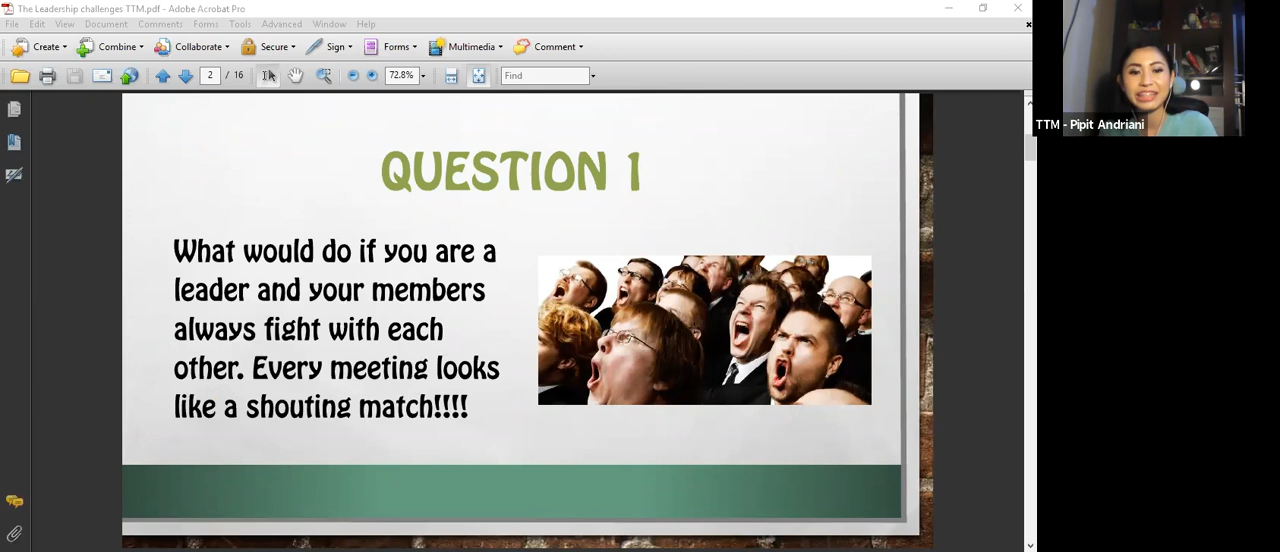 The Leadership challenges TTM.pdf - Adobe Acrobat Pro
File Edit View Document Comments Forms Tools Advanced Window Help
Create Combine Collaborate Secure Sign Forms Multimedia Comment
2 / 16 72.8% Find
TTM - Pipit Andriani
QUESTION 1
What would do if you are a
leader and your members
always fight with each
other. Every meeting looks
like a shouting match!!!!